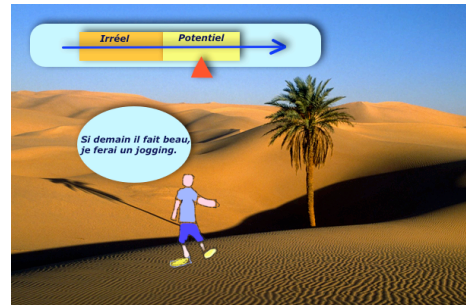 Irréel Potentiel
Si demain il fait beau,
je ferai un jogging.